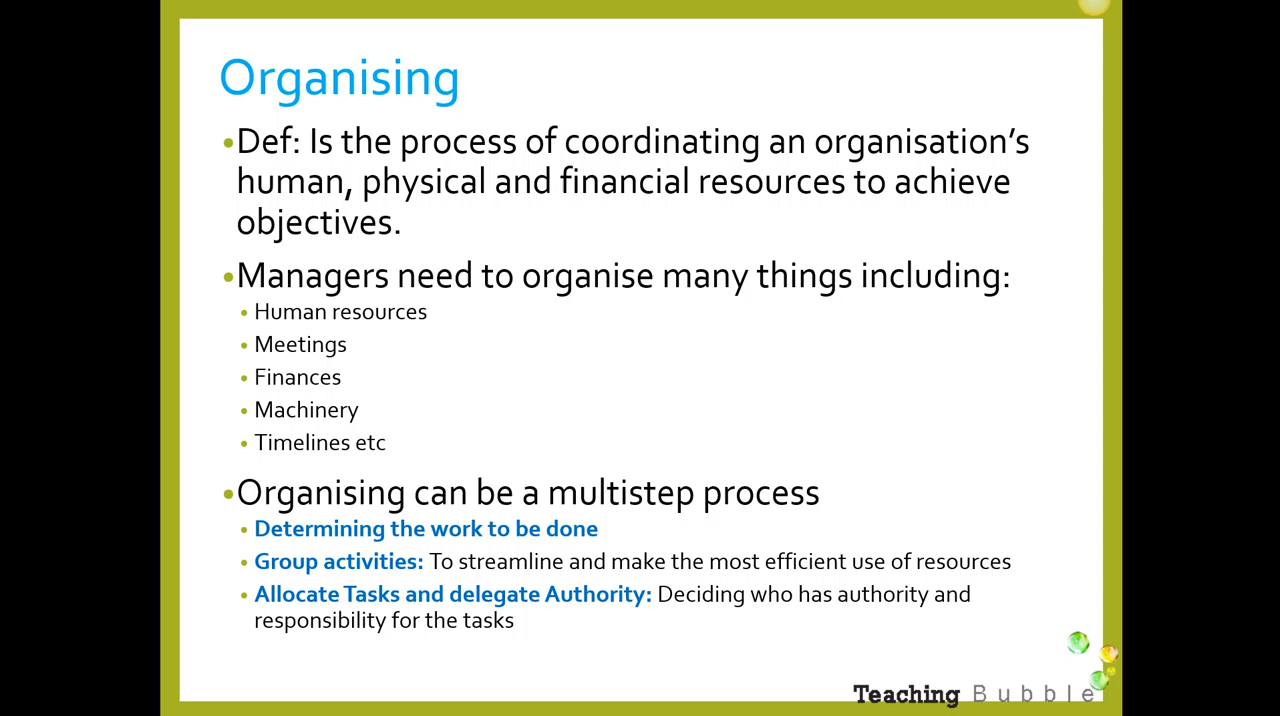 Organising
•Def: Is the process of coordinating an organisation’s
human, physical and financial resources to achieve
objectives.
•Managers need to organise many things including:
• Human resources
• Meetings
• Finances
• Machinery
• Timelines etc
•Organising can be a multistep process
• Determining the work to be done
• Group activities: To streamline and make the most efficient use of resources
• Allocate Tasks and delegate Authority: Deciding who has authority and
responsibility for the tasks
Teaching Bubble